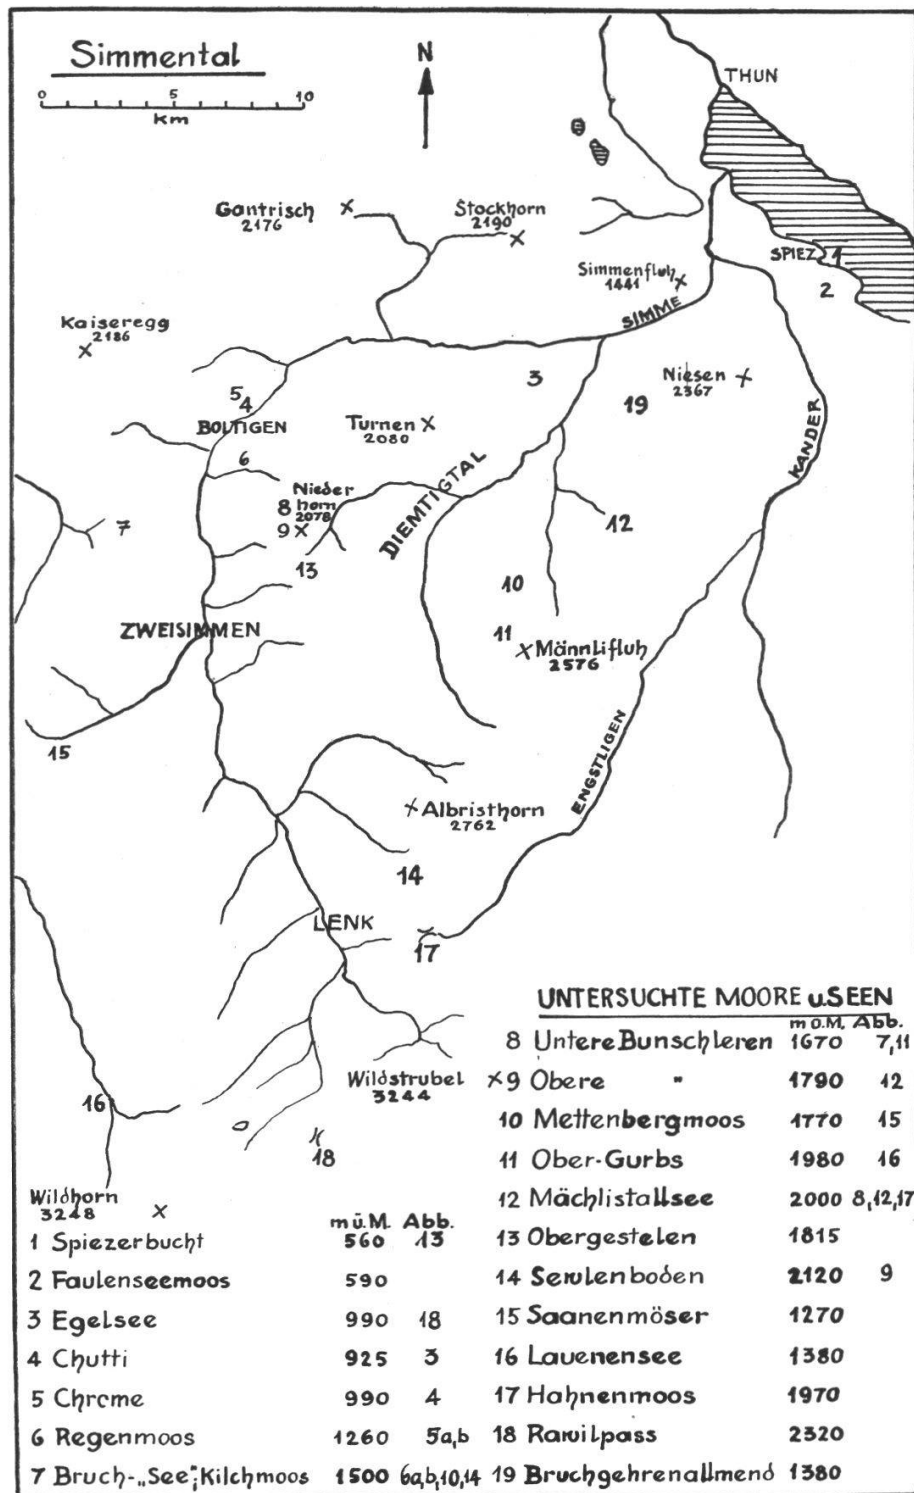 Simmental
0 5 10
Km
N
THUN
Gantrisch
2176
Stockhorn
2190
SPIEZ 1
2
Simmenfluh
1441
SIMME
Kaiseregg
2186
3
Niesen
2367
19
5
4
BOLTIGEN
Turnen
2080
KANDER
6
DIEMTIGTAL
Nieder
horn
2078
8
9
7
12
13
10
ZWEISIMMEN
11
Männlifluh
2576
15
ENGSTLIGEN
Albristhorn
2762
14
LENK
17
Wildstrubel
3244
16
18
Wildhorn
3248
m ü.M. Abb.
1 Spiezerbucht 560 13
2 Faulenseemoos 590
3 Egelsee 990 18
4 Chutti 925 3
5 Chrome 990 4
6 Regenmoos 1260 5a,b
7 Bruch-„See“; Kilchmoos 1500 6a,b,10,14
UNTERSUCHTE MOORE u.SEEN
m ü.M. Abb.
8 Untere Bunschleren 1670 7,11
×9 Obere " 1790 12
10 Mettenbergmoos 1770 15
11 Ober-Gurbs 1980 16
12 Mächlistallsee 2000 8,12,17
13 Obergestelen 1815
14 Sewlenboden 2120 9
15 Saanenmöser 1270
16 Lauenensee 1380
17 Hahnenmoos 1970
18 Rawilpass 2320
19 Bruchgehrenallmend 1380